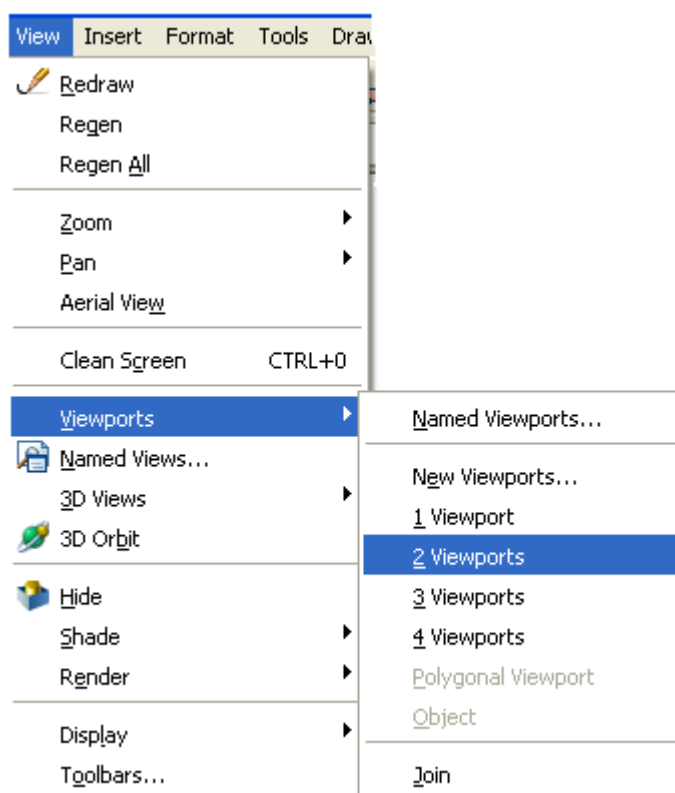 View Insert Format Tools
Redraw
Regen
Regen All
Zoom
Pan
Aerial View
Clean Screen CTRL+0
Viewports
Named Views...
3D Views
3D Orbit
Hide
Shade
Render
Display
Toolbars...
Named Viewports...
New Viewports...
1 Viewport
2 Viewports
3 Viewports
4 Viewports
Polygonal Viewport
Object
Join